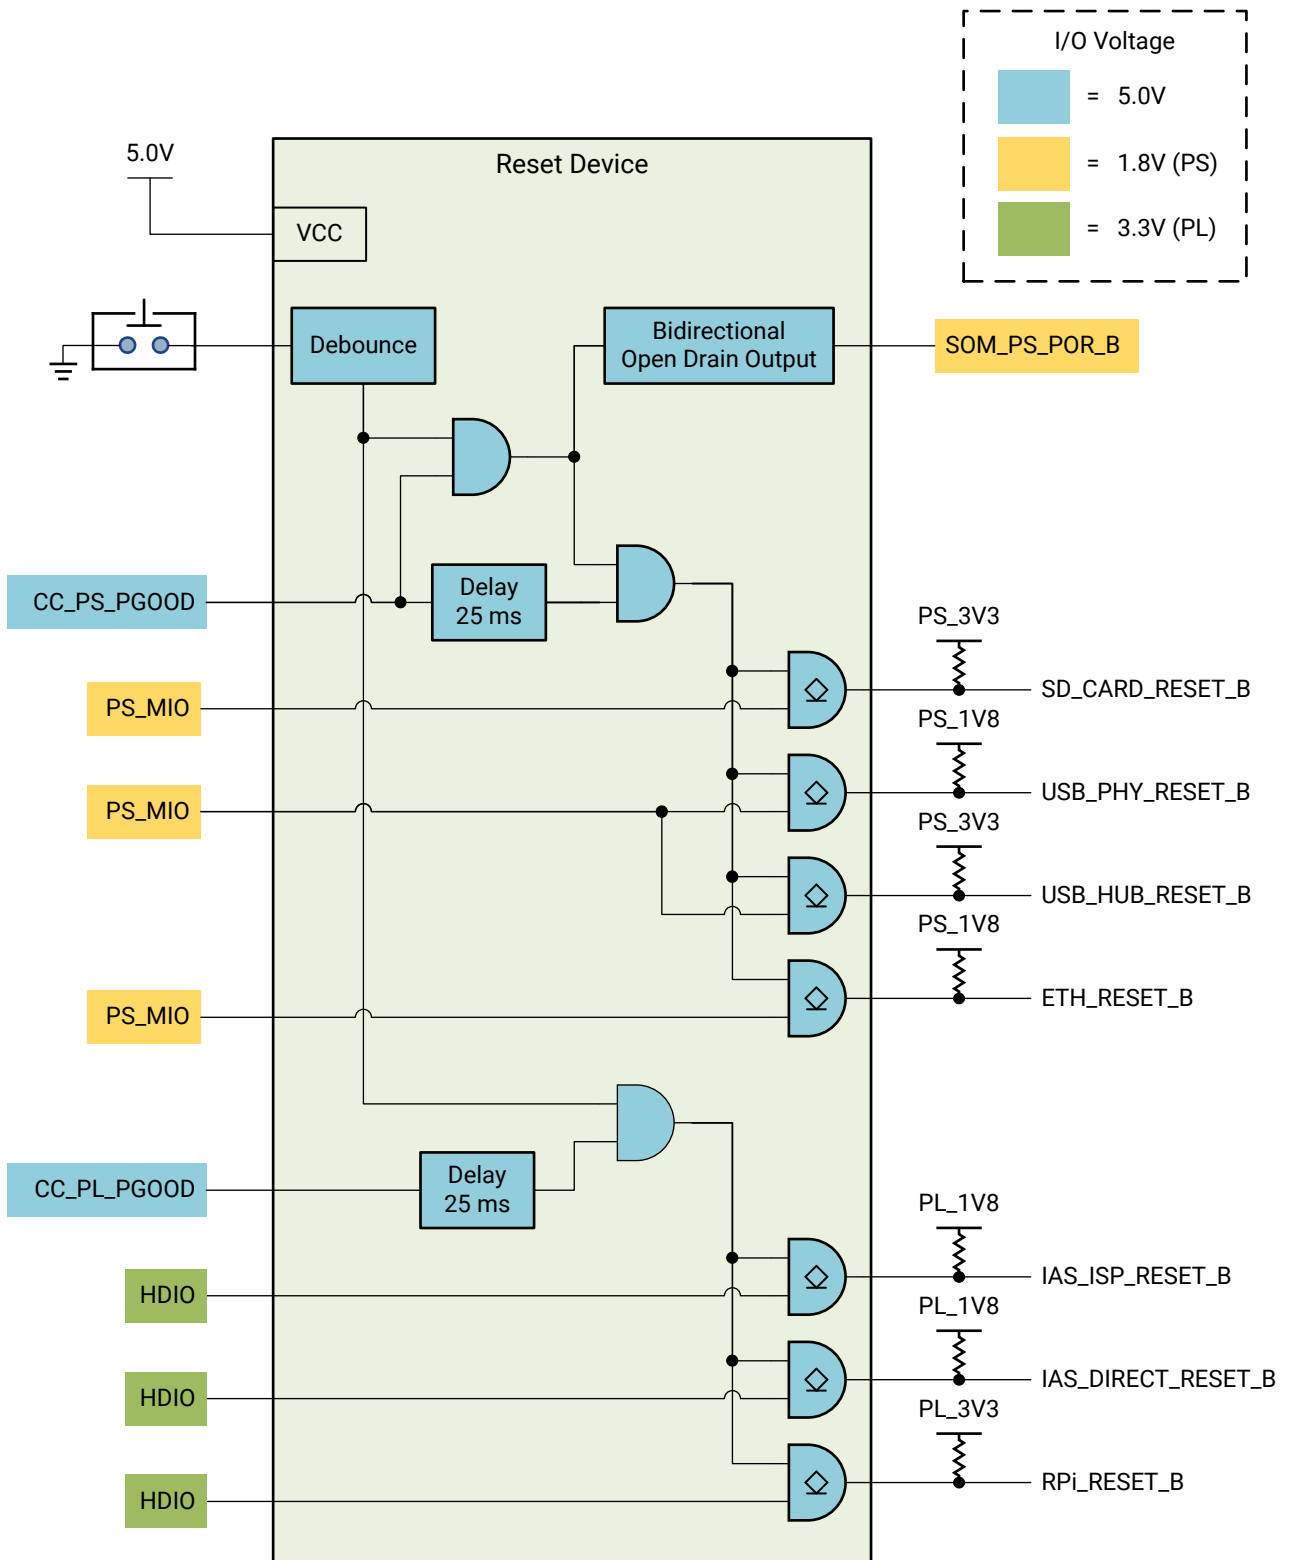 I/O Voltage
= 5.0V
= 1.8V (PS)
= 3.3V (PL)
5.0V
Reset Device
VCC
Debounce
Bidirectional
Open Drain Output
SOM_PS_POR_B
CC_PS_PGOOD
Delay
25 ms
PS_3V3
PS_MIO
SD_CARD_RESET_B
PS_1V8
PS_MIO
USB_PHY_RESET_B
PS_3V3
USB_HUB_RESET_B
PS_1V8
PS_MIO
ETH_RESET_B
CC_PL_PGOOD
Delay
25 ms
PL_1V8
HDIO
IAS_ISP_RESET_B
PL_1V8
HDIO
IAS_DIRECT_RESET_B
PL_3V3
HDIO
RPi_RESET_B